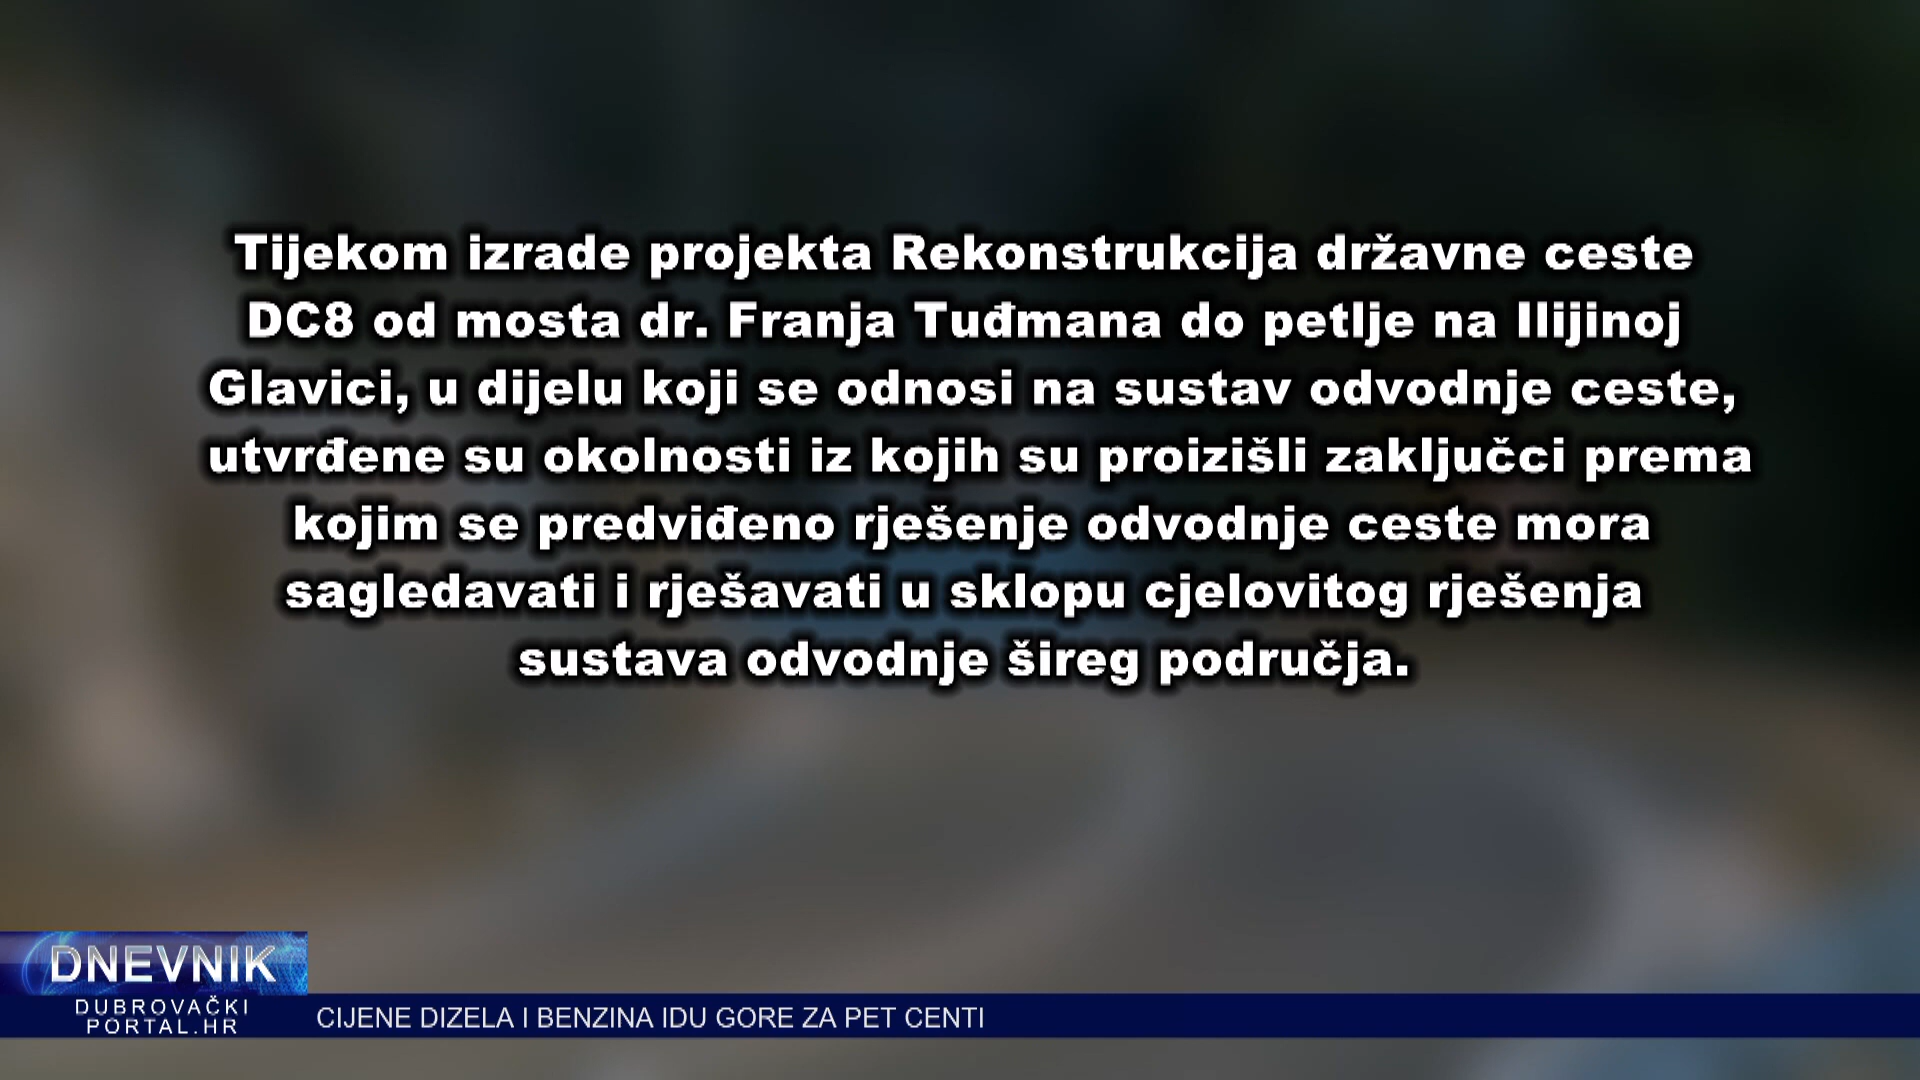 Tijekom izrade projekta Rekonstrukcija državne ceste
DC8 od mosta dr. Franja Tuđmana do petlje na Ilijinoj
Glavici, u dijelu koji se odnosi na sustav odvodnje ceste,
utvrđene su okolnosti iz kojih su proizišli zaključci prema
kojim se predviđeno rješenje odvodnje ceste mora
sagledavati i rješavati u sklopu cjelovitog rješenja
sustava odvodnje šireg područja.
DNEVNIK
DUBROVAČKI
PORTAL.HR
CIJENE DIZELA I BENZINA IDU GORE ZA PET CENTI